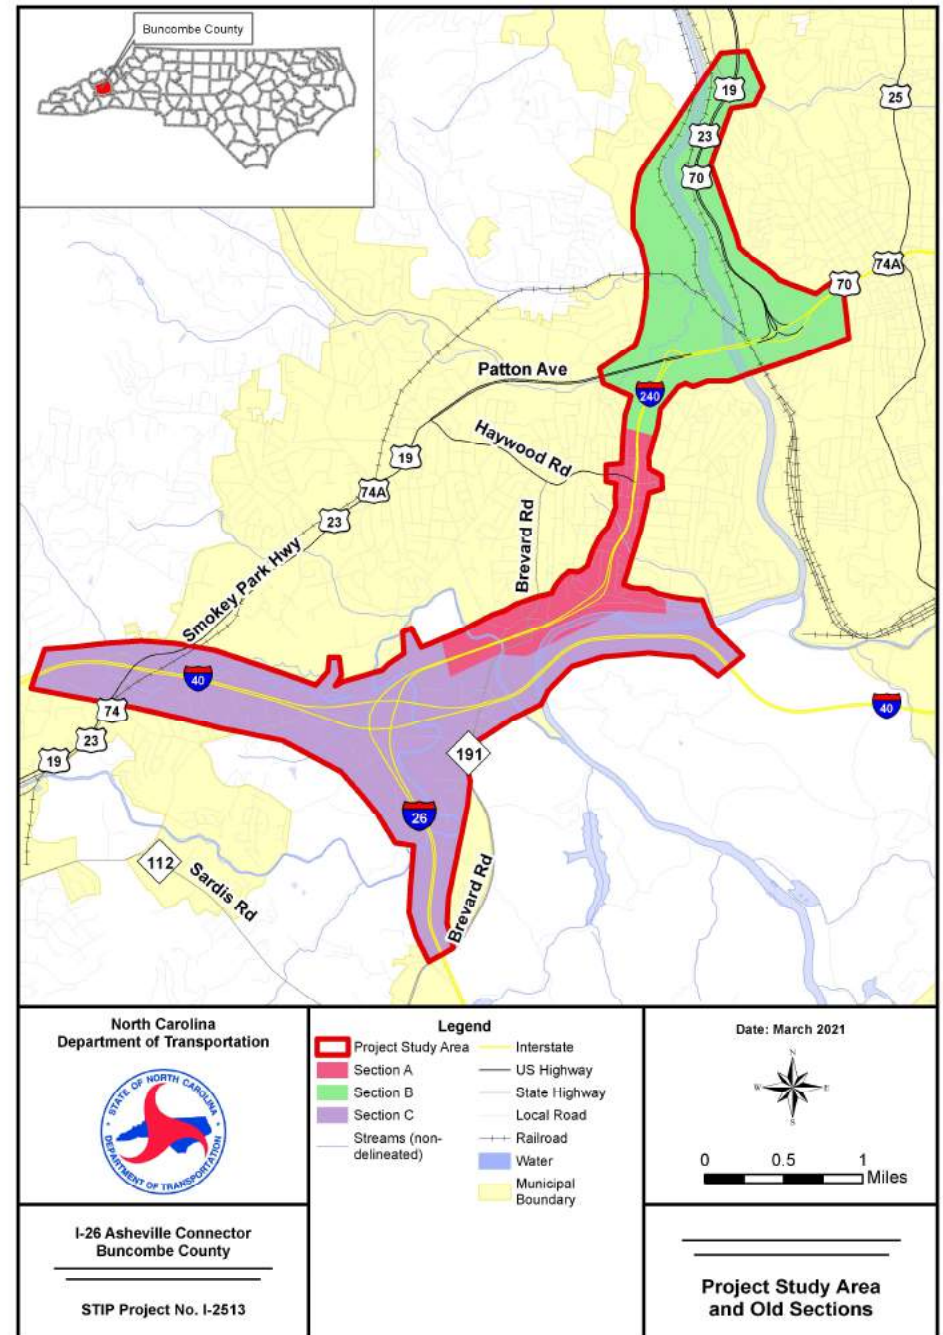 Buncombe County
19
25
23
70
74A
70
Patton Ave
240
Haywood Rd
19
74A
Brevard Rd
23
Smokey Park Hwy
40
74
40
23
191
19
26
112
Sardis Rd
Brevard Rd
North Carolina
Department of Transportation
STATE OF NORTH CAROLINA
DEPARTMENT OF TRANSPORTATION
I-26 Asheville Connector
Buncombe County
STIP Project No. I-2513
Legend
Project Study Area
Section A
Section B
Section C
Streams (non-
delineated)
Interstate
US Highway
State Highway
Local Road
Railroad
Water
Municipal
Boundary
Date: March 2021
N
W E
S
0 0.5 1
Miles
Project Study Area
and Old Sections